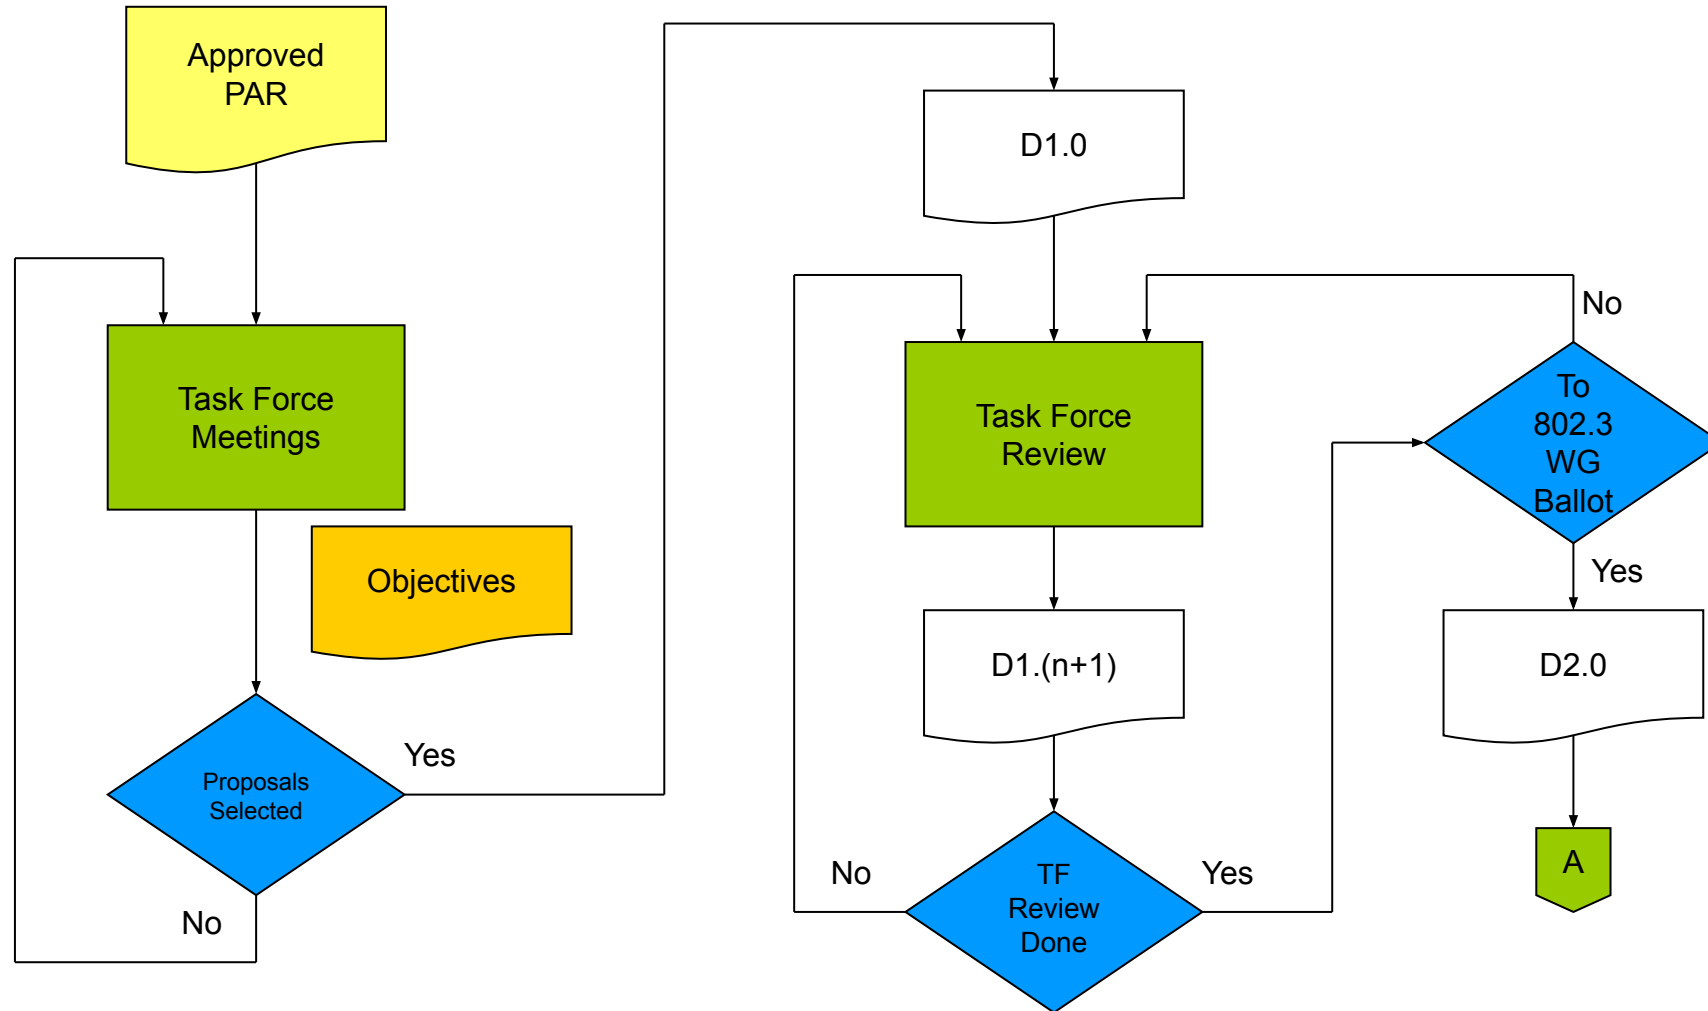 Approved
PAR
Task Force
Meetings
Objectives
Proposals
Selected
Yes
No
D1.0
Task Force
Review
D1.(n+1)
TF
Review
Done
No
Yes
To
802.3
WG
Ballot
No
Yes
D2.0
A